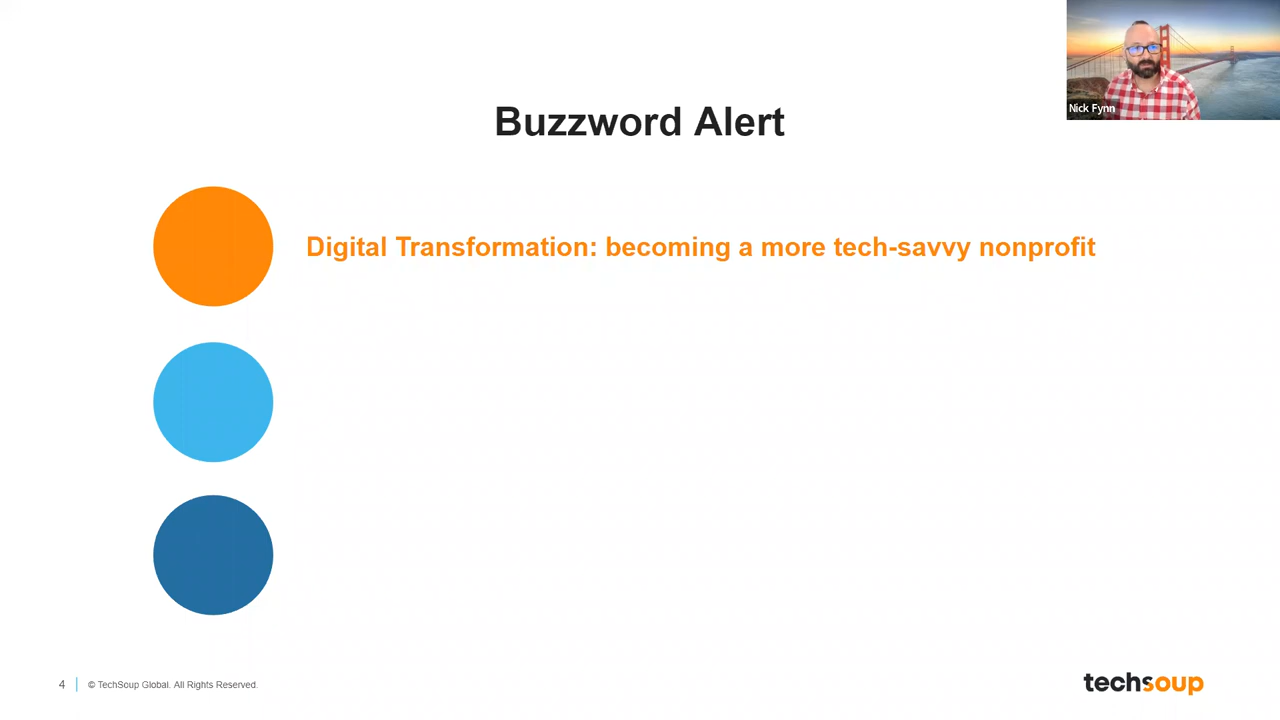 Nick Fynn
Buzzword Alert
Digital Transformation: becoming a more tech-savvy nonprofit
4
© TechSoup Global. All Rights Reserved.
techsoup